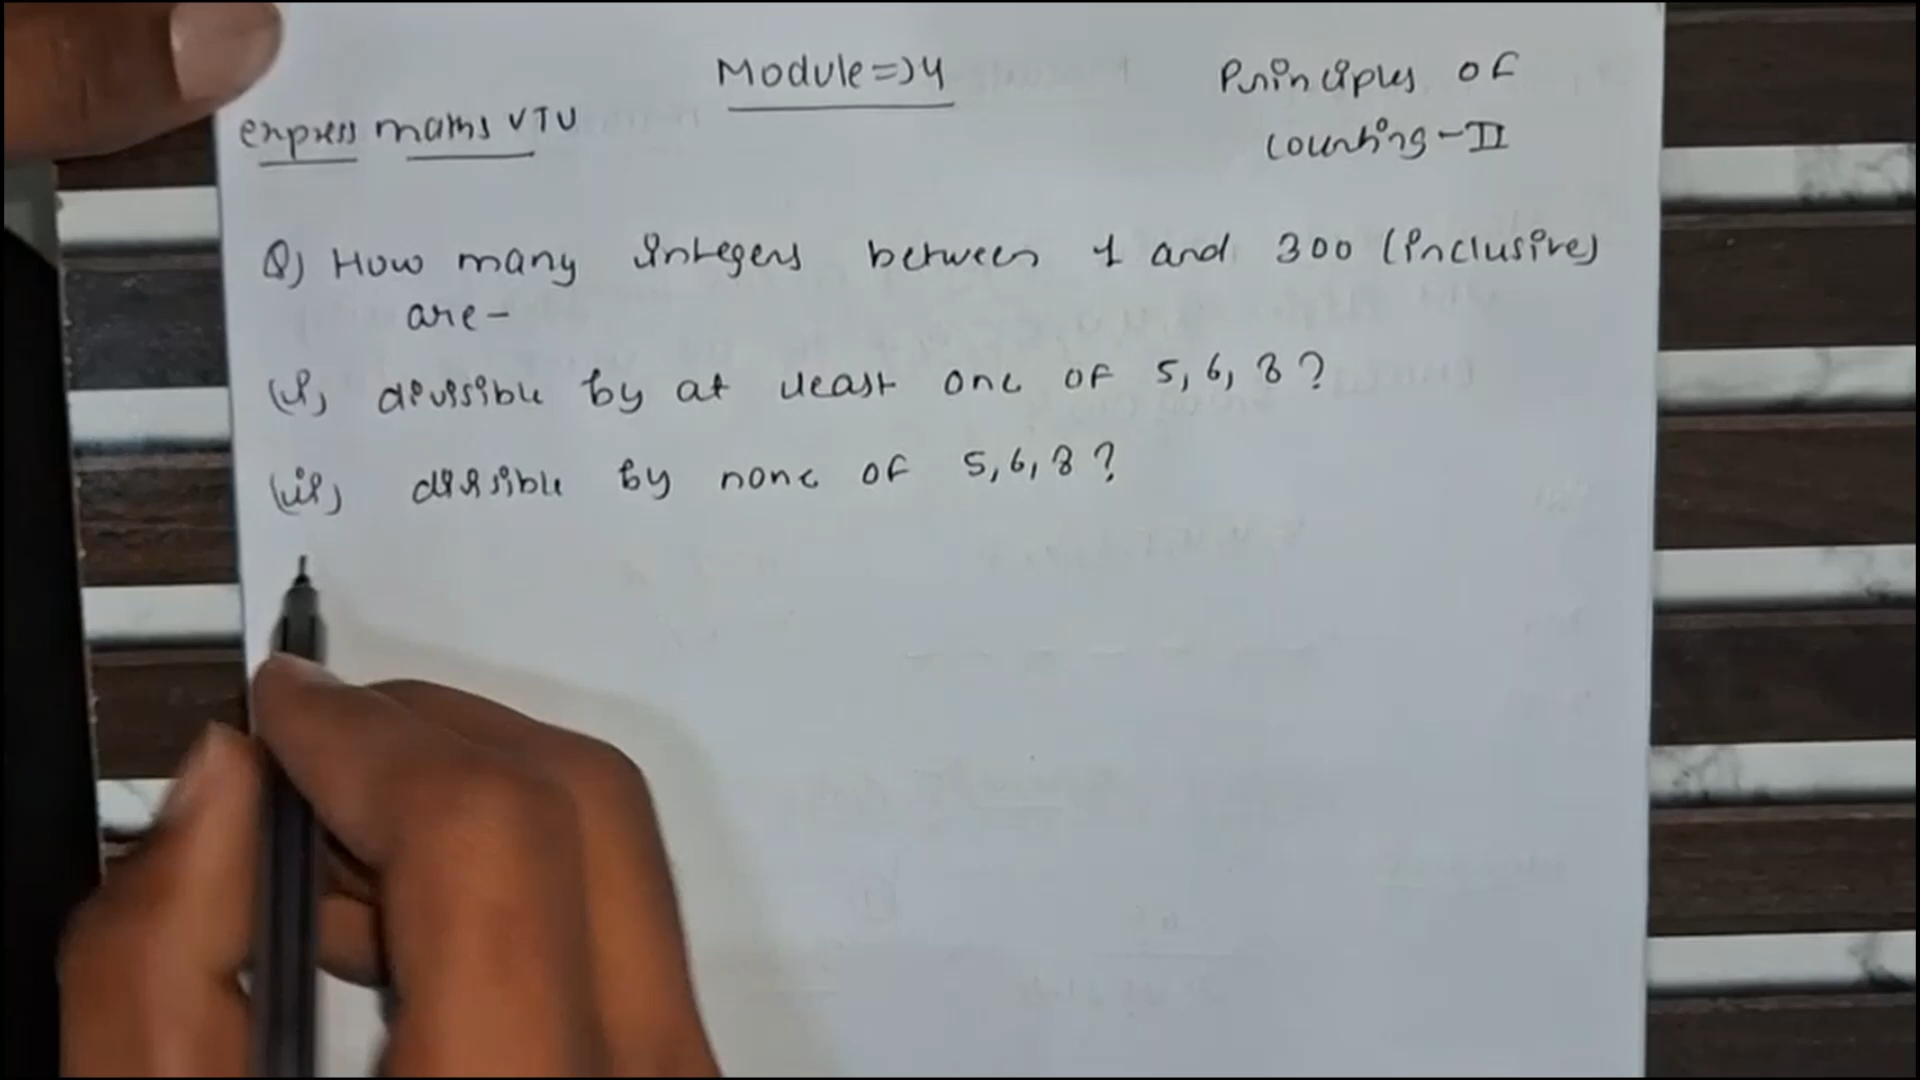 Module=)4
Principles of
counting-II
express maths VTU
Q) How many integers between 1 and 300 (inclusive)
are-
(i) divisible by at least one of 5, 6, 8?
(ii) divisible by none of 5, 6, 8?